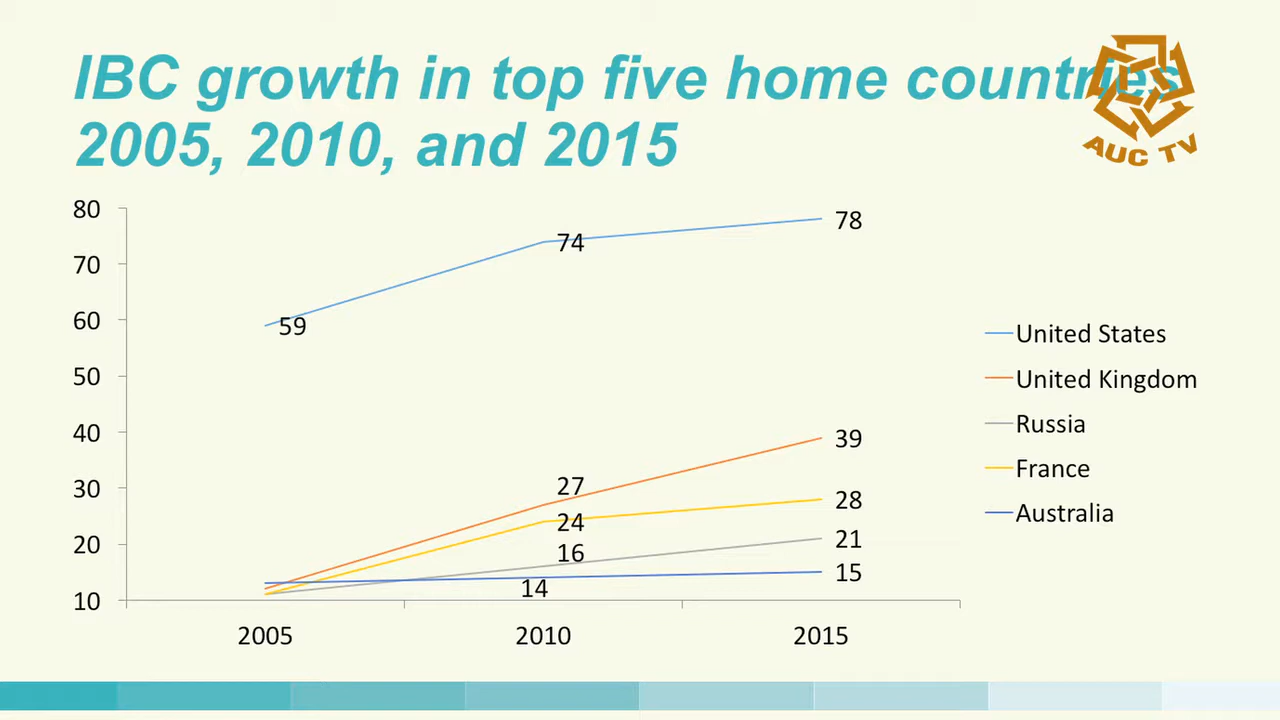 IBC growth in top five home countries
2005, 2010, and 2015
AUC TV
80
70
60
50
40
30
20
10
59
74
78
27
39
24
28
16
21
14
15
2005
2010
2015
United States
United Kingdom
Russia
France
Australia